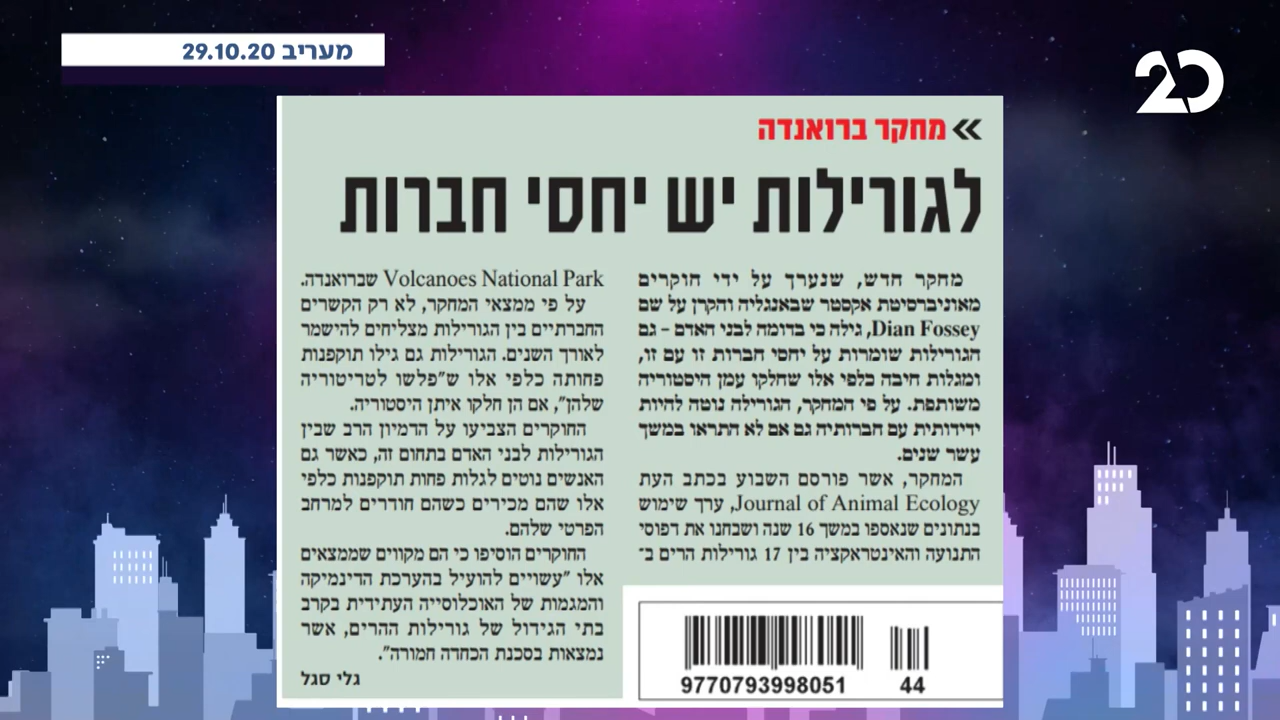 מעריב 29.10.20
20
» מחקר ברואנדה
לגורילות יש יחסי חברות
מחקר חדש, שנערך על ידי חוקרים
מאוניברסיטת אקסטר שבאנגליה והקרן על שם
Dian Fossey, גילה כי בדומה לבני האדם – גם
הגורילות שומרות על יחסי חברות זו עם זו,
ומגלות חיבה כלפי אלו שחלקו עמן היסטוריה
משותפת. על פי המחקר, הגורילה נוטה להיות
ידידותית עם חברותיה גם אם לא התראו במשך
עשר שנים.
המחקר, אשר פורסם השבוע בכתב העת
Journal of Animal Ecology, ערך שימוש
בנתונים שנאספו במשך 16 שנה ושבחנו את דפוסי
התנועה והאינטראקציה בין 17 גורילות הרים ב־
Volcanoes National Park שברואנדה.
על פי ממצאי המחקר, לא רק הקשרים
החברתיים בין הגורילות מצליחים להישמר
לאורך השנים. הגורילות גם גילו תוקפנות
פחותה כלפי אלו ש"פלשו לטריטוריה
שלהן", אם הן חלקו איתן היסטוריה.
החוקרים הצביעו על הדמיון הרב שבין
הגורילות לבני האדם בתחום זה, כאשר גם
האנשים נוטים לגלות פחות תוקפנות כלפי
אלו שהם מכירים כשהם חודרים למרחב
הפרטי שלהם.
החוקרים הוסיפו כי הם מקווים שממצאים
אלו "עשויים להועיל בהערכת הדינמיקה
והמגמות של האוכלוסייה העתידית בקרב
בתי הגידול של גורילות ההרים, אשר
נמצאות בסכנת הכחדה חמורה".
גלי סגל
9770793998051 44